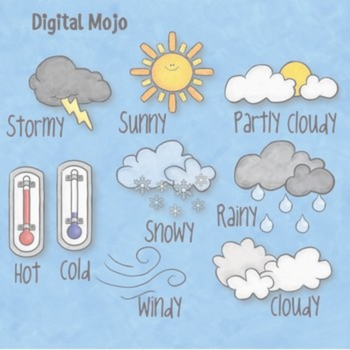 Digital Mojo
Stormy
Sunny
Partly Cloudy
Snowy
Rainy
Hot
Cold
Windy
Cloudy